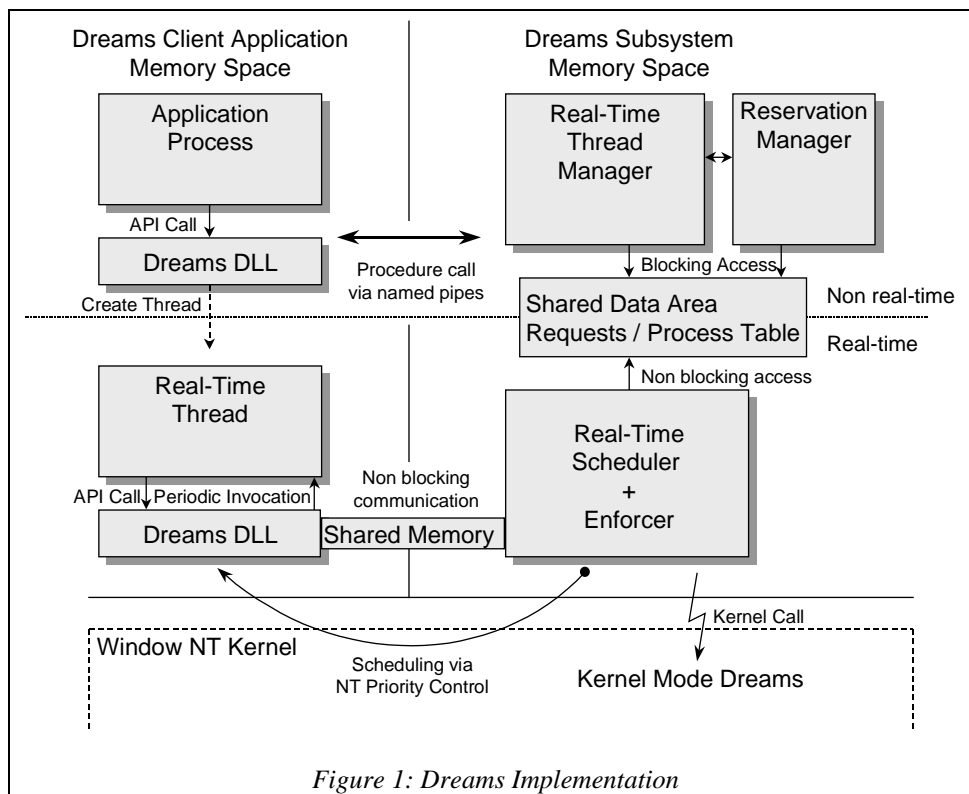 Dreams Client Application
Memory Space
Dreams Subsystem
Memory Space
Application
Process
Real-Time
Thread
Manager
Reservation
Manager
API Call
Dreams DLL
Procedure call
via named pipes
Blocking Access
Create Thread
Shared Data Area
Requests / Process Table
Non real-time
Real-time
Non blocking access
Real-Time
Thread
Real-Time
Scheduler
+
Enforcer
Non blocking
communication
API Call
Periodic Invocation
Dreams DLL
Shared Memory
Kernel Call
Window NT Kernel
Scheduling via
NT Priority Control
Kernel Mode Dreams
Figure 1: Dreams Implementation